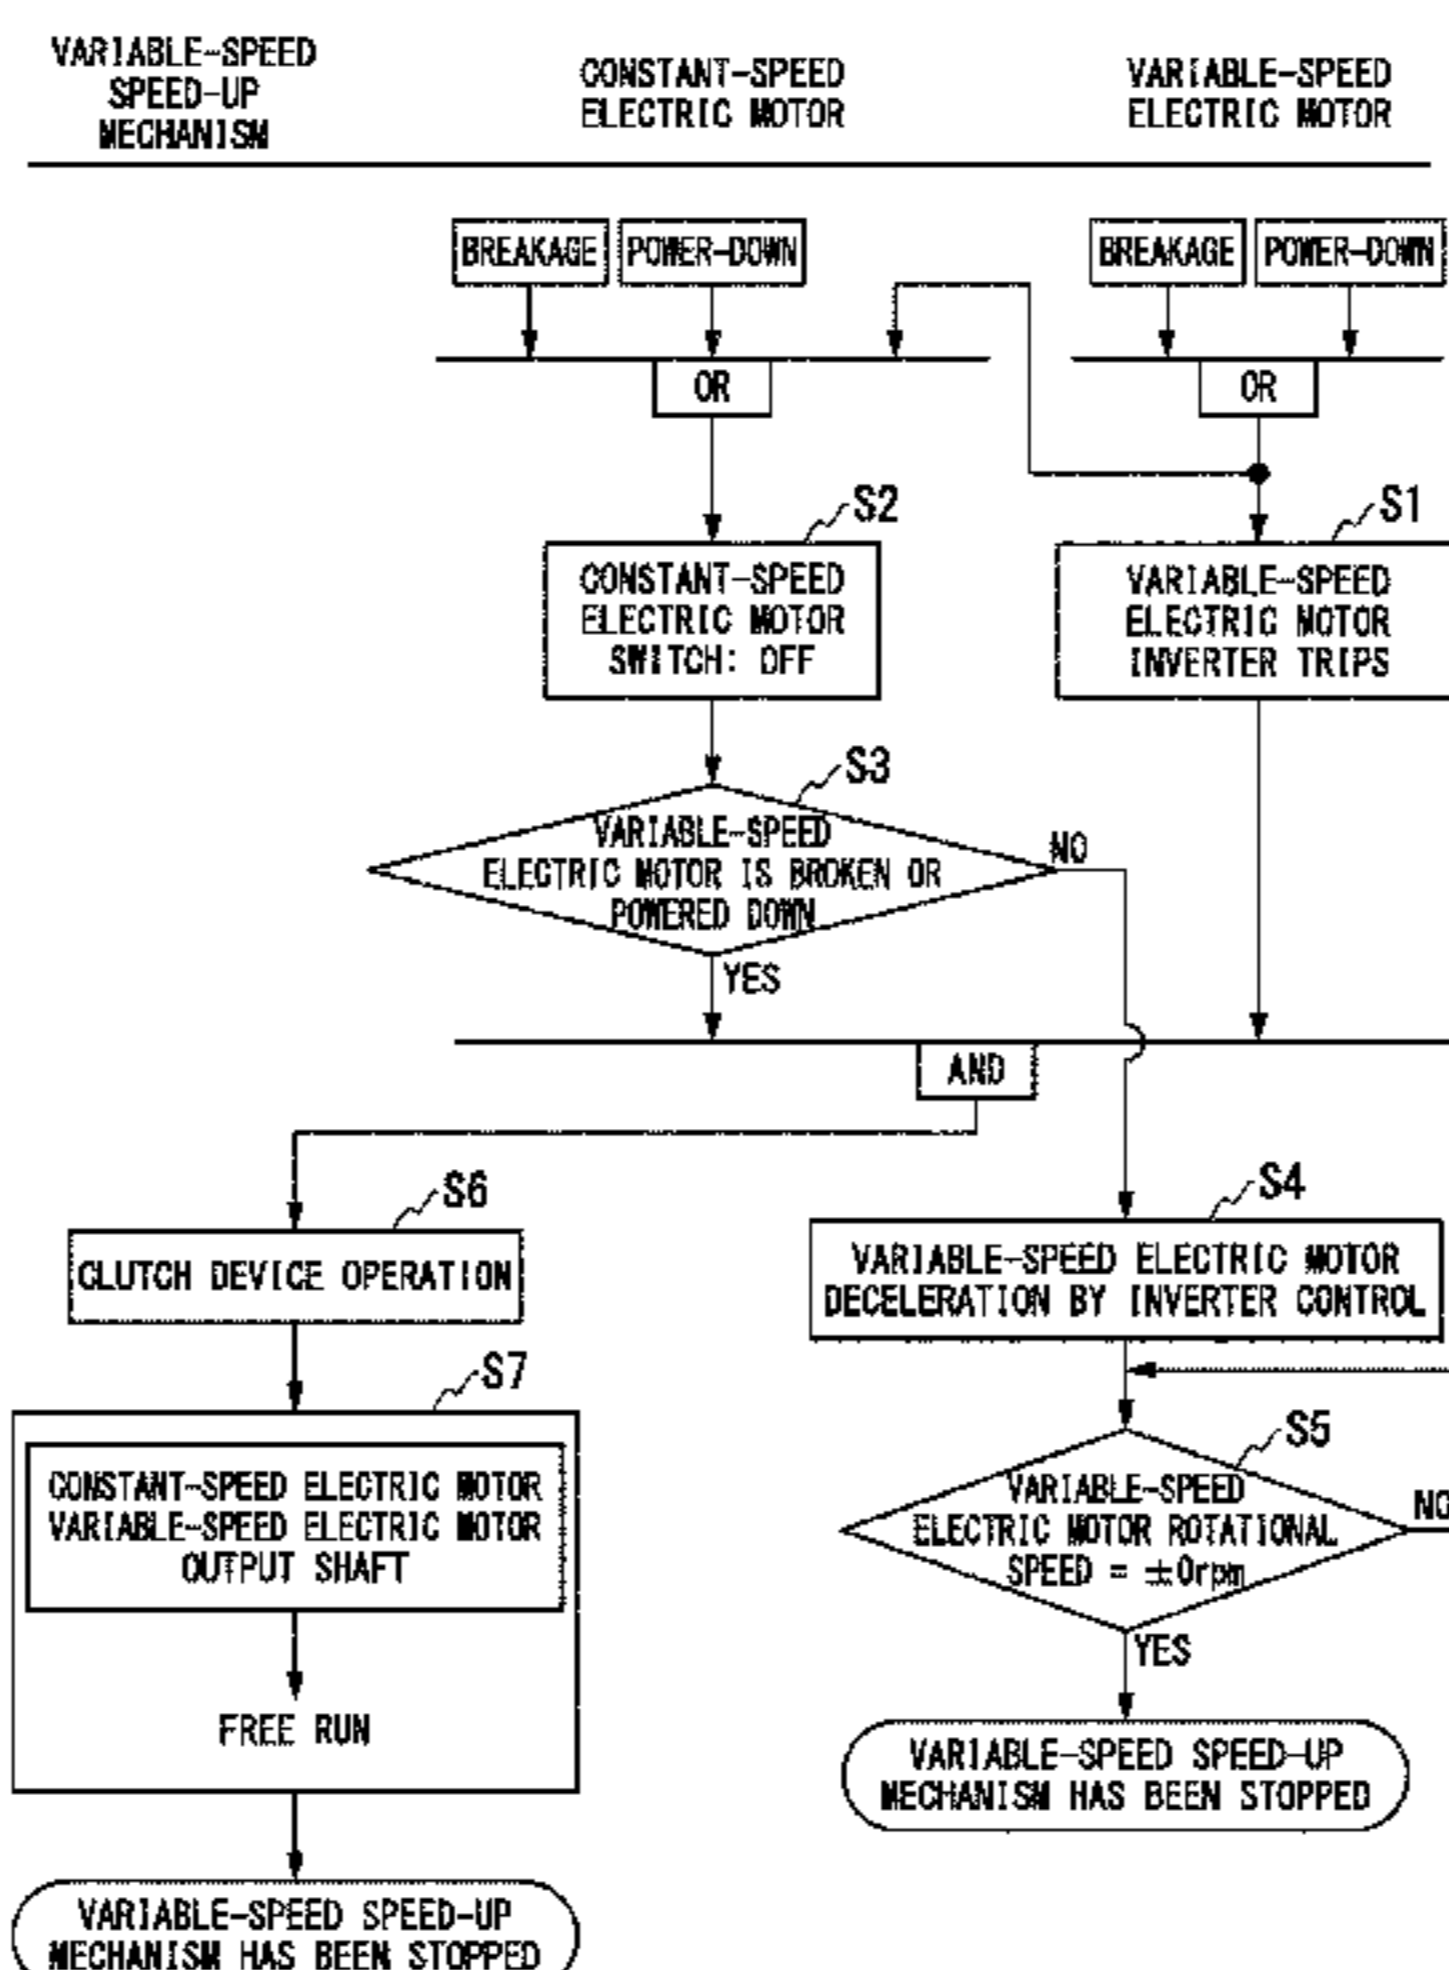 VARIABLE-SPEED
SPEED-UP
MECHANISM
CONSTANT-SPEED
ELECTRIC MOTOR
VARIABLE-SPEED
ELECTRIC MOTOR
BREAKAGE
POWER-DOWN
BREAKAGE
POWER-DOWN
OR
OR
S2
S1
CONSTANT-SPEED
ELECTRIC MOTOR
SWITCH: OFF
VARIABLE-SPEED
ELECTRIC MOTOR
INVERTER TRIPS
S3
VARIABLE-SPEED
ELECTRIC MOTOR IS BROKEN OR
POWERED DOWN
NO
YES
AND
S6
S4
CLUTCH DEVICE OPERATION
VARIABLE-SPEED ELECTRIC MOTOR
DECELERATION BY INVERTER CONTROL
S7
S5
CONSTANT-SPEED ELECTRIC MOTOR
VARIABLE-SPEED ELECTRIC MOTOR
OUTPUT SHAFT
VARIABLE-SPEED
ELECTRIC MOTOR ROTATIONAL
SPEED = ±0rpm
NO
YES
FREE RUN
VARIABLE-SPEED SPEED-UP
MECHANISM HAS BEEN STOPPED
VARIABLE-SPEED SPEED-UP
MECHANISM HAS BEEN STOPPED